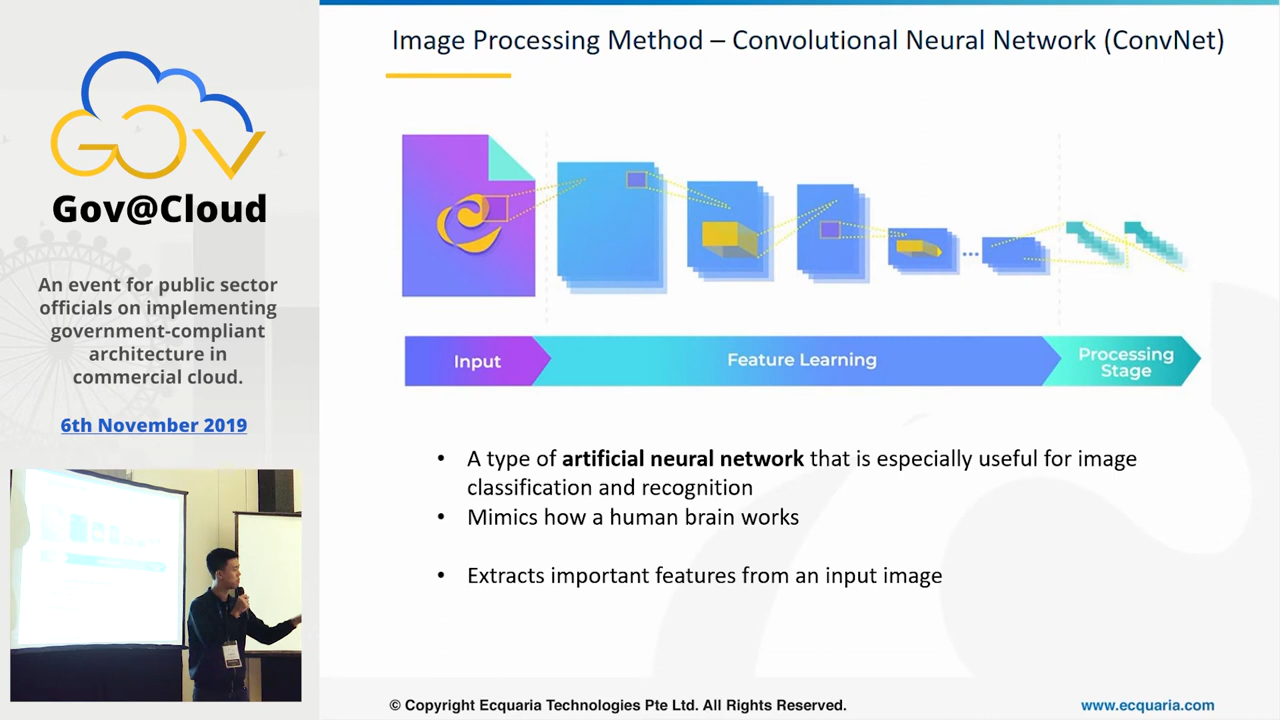 GOV
Gov@Cloud
An event for public sector
officials on implementing
government-compliant
architecture in
commercial cloud.
6th November 2019
Image Processing Method – Convolutional Neural Network (ConvNet)
Input
Feature Learning
Processing
Stage
• A type of artificial neural network that is especially useful for image
classification and recognition
• Mimics how a human brain works
• Extracts important features from an input image
© Copyright Ecquaria Technologies Pte Ltd. All Rights Reserved.
www.ecquaria.com